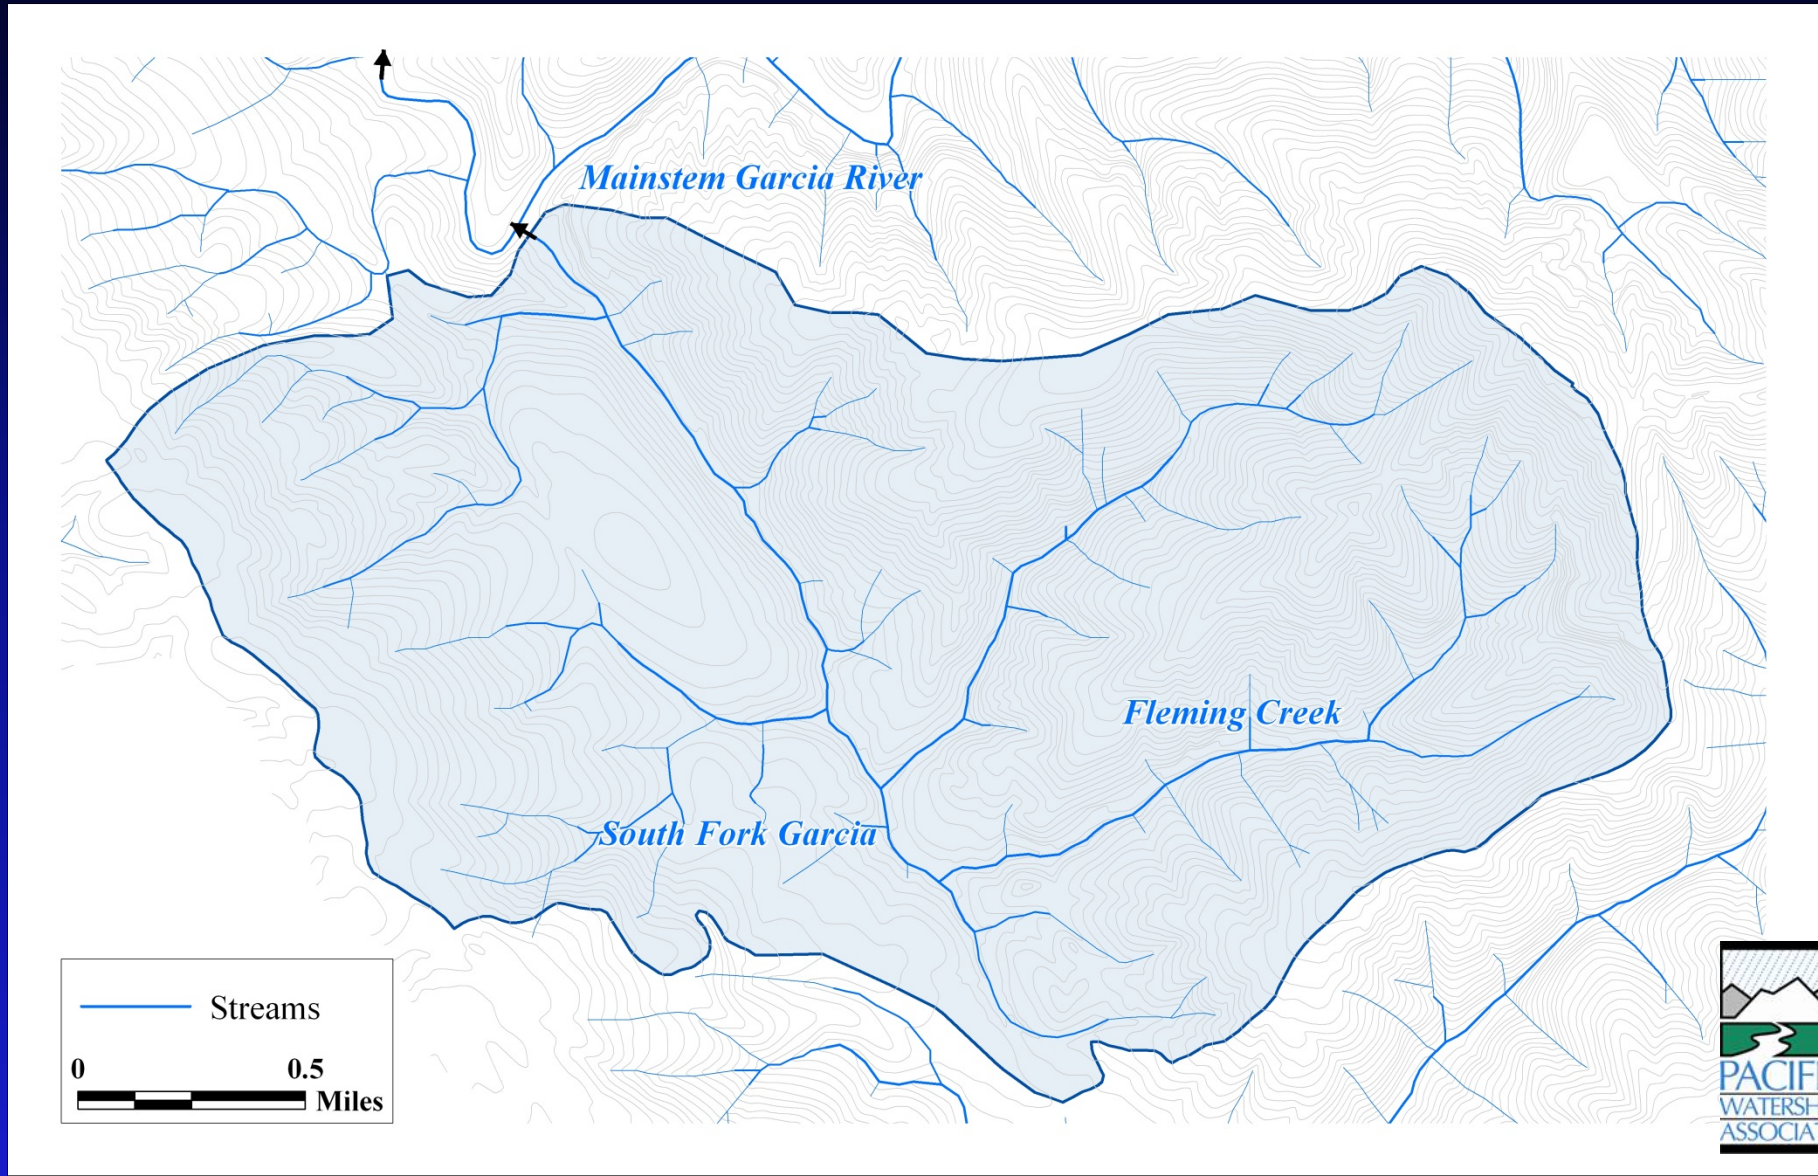 Mainstem Garcia River
Fleming Creek
South Fork Garcia
Streams
0 0.5
Miles
PACIF
WATERSH
ASSOCIA